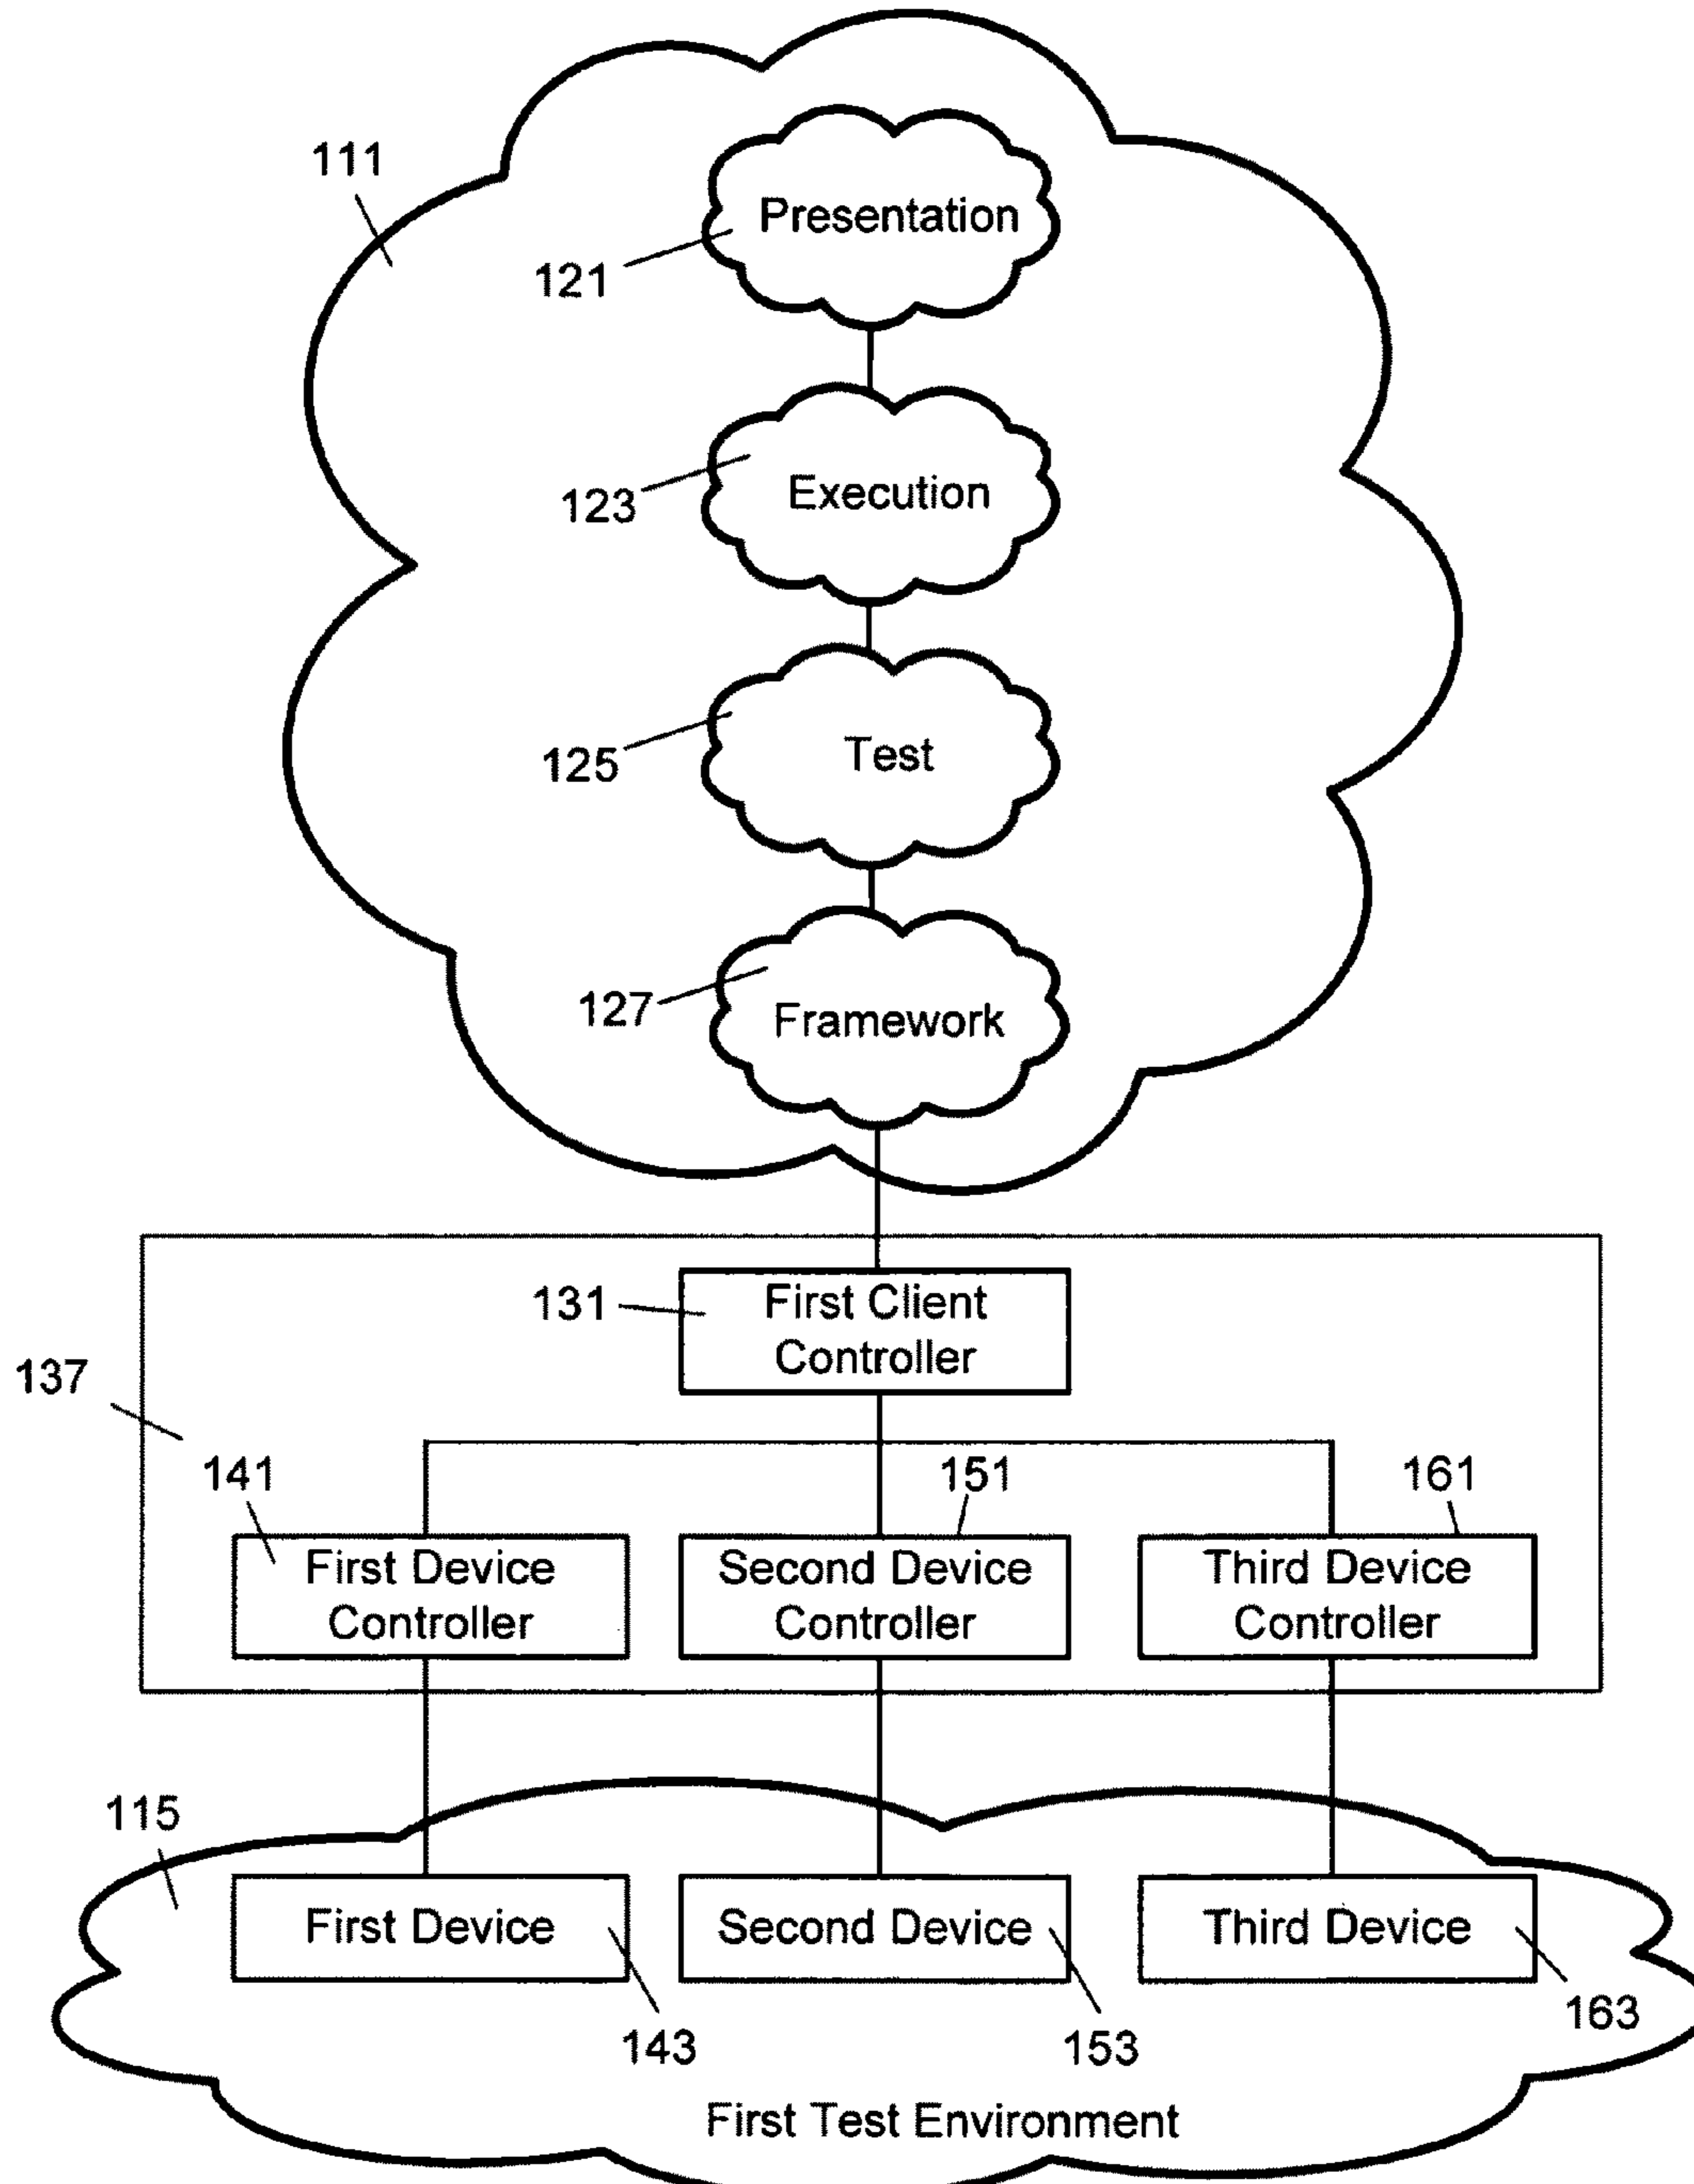 111
Presentation
121
Execution
123
Test
125
Framework
127
First Client
Controller
131
137
141
151
161
First Device
Controller
Second Device
Controller
Third Device
Controller
115
First Device
Second Device
Third Device
143
153
163
First Test Environment